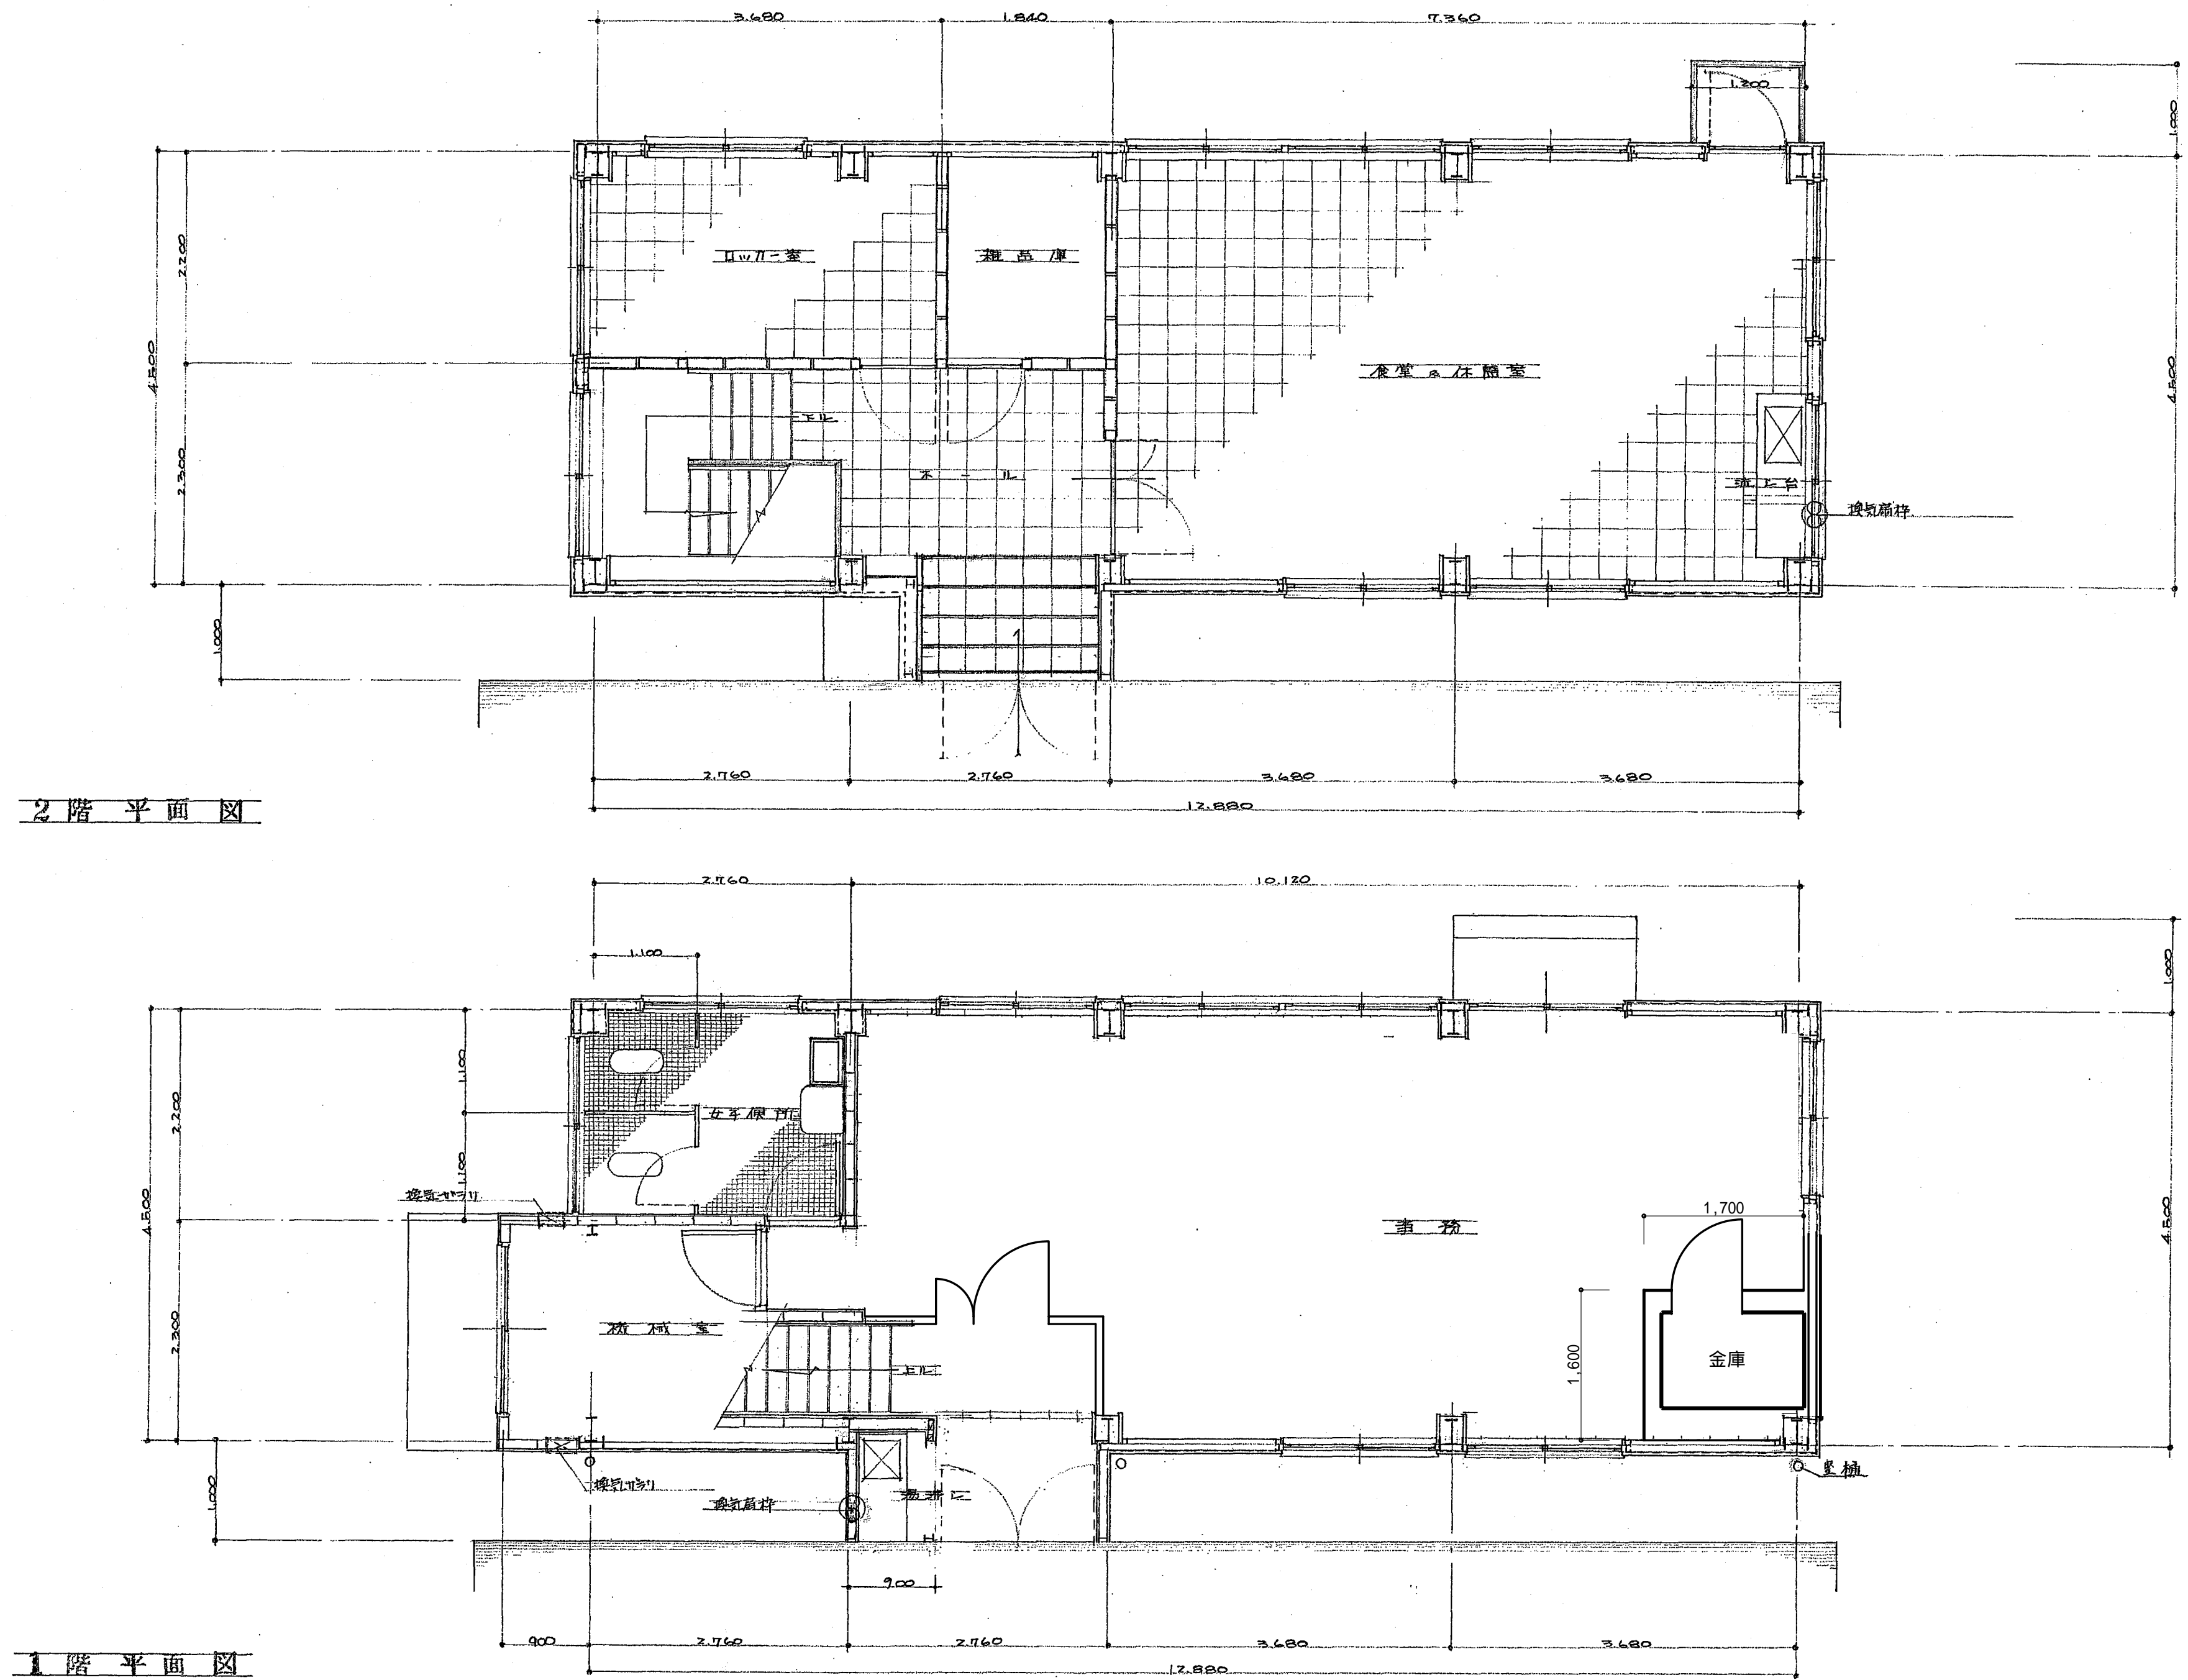 3.680
1.840
7.360
1.200
1.000
2.200
4.500
2.300
1.000
4.500
ロッカー室
雑品庫
食堂&休憩室
上ル
ホール
流し台
換気扇枠
2.760
2.760
3.680
3.680
12.880
2階 平面図
2.760
10.120
1.100
1.000
1.100
2.200
1.100
4.500
2.300
1.000
4.500
女子便所
換気ガラリ
事務
1,700
1,600
金庫
機械室
上ル
換気ガラリ
換気扇枠
竪樋
900
900
2.760
2.760
3.680
3.680
12.880
1階 平面図